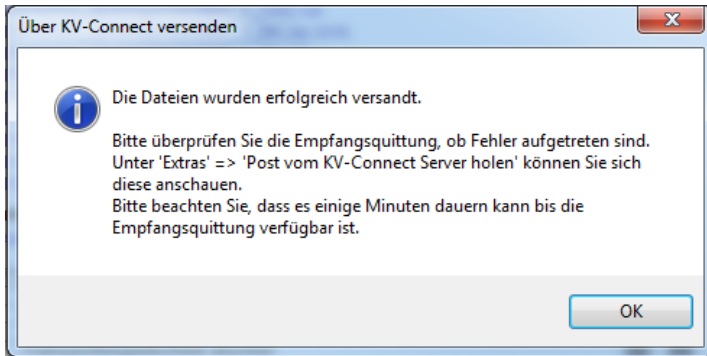 Über KV-Connect versenden
Die Dateien wurden erfolgreich versandt.
Bitte überprüfen Sie die Empfangsquittung, ob Fehler aufgetreten sind.
Unter 'Extras' => 'Post vom KV-Connect Server holen' können Sie sich
diese anschauen.
Bitte beachten Sie, dass es einige Minuten dauern kann bis die
Empfangsquittung verfügbar ist.
OK